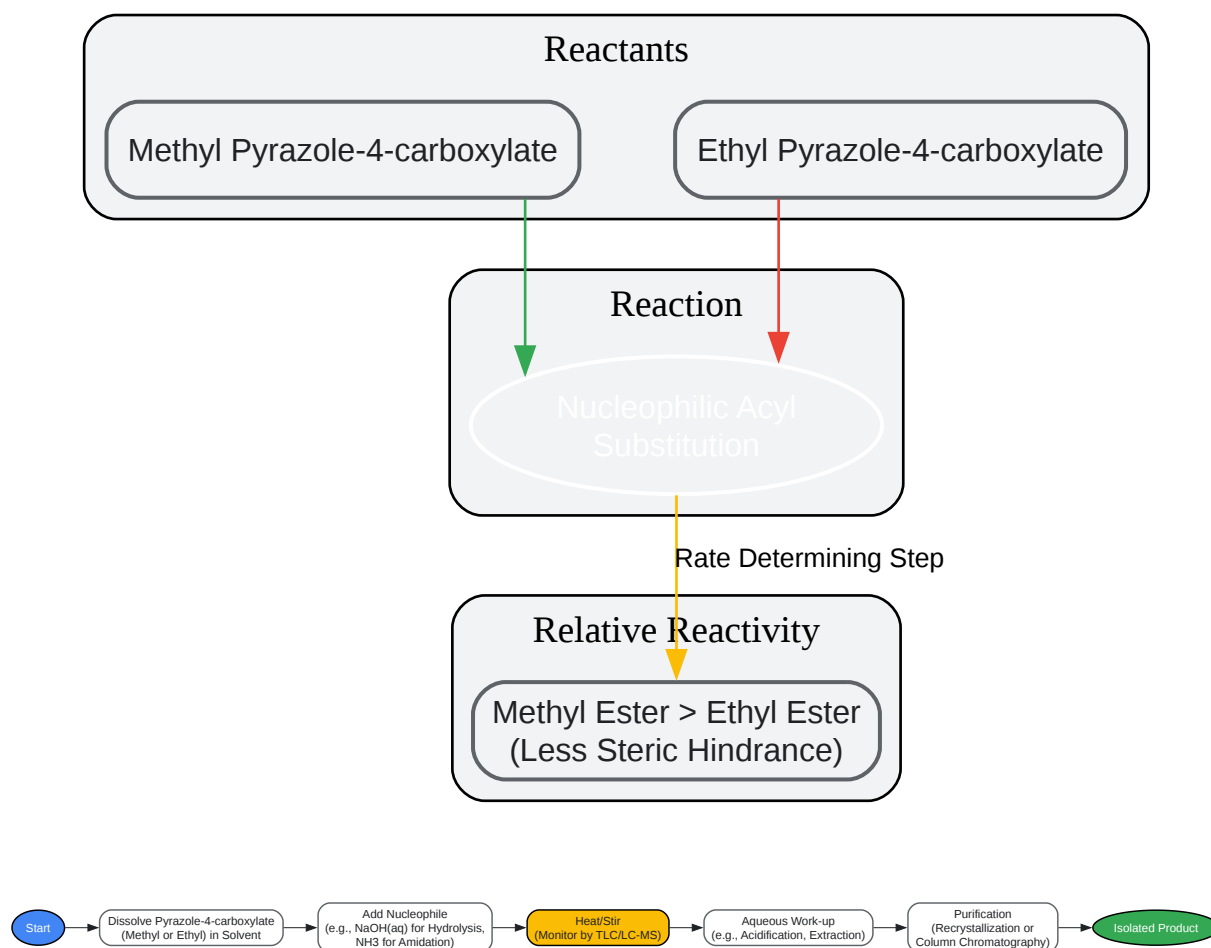 Reactants
Methyl Pyrazole-4-carboxylate
Ethyl Pyrazole-4-carboxylate
Reaction
Nucleophilic Acyl
Substitution
Rate Determining Step
Relative Reactivity
Methyl Ester > Ethyl Ester
(Less Steric Hindrance)
Start
Dissolve Pyrazole-4-carboxylate
(Methyl or Ethyl) in Solvent
Add Nucleophile
(e.g., NaOH(aq) for Hydrolysis,
NH3 for Amidation)
Heat/Stir
(Monitor by TLC/LC-MS)
Aqueous Work-up
(e.g., Acidification, Extraction)
Purification
(Recrystallization or
Column Chromatography)
Isolated Product